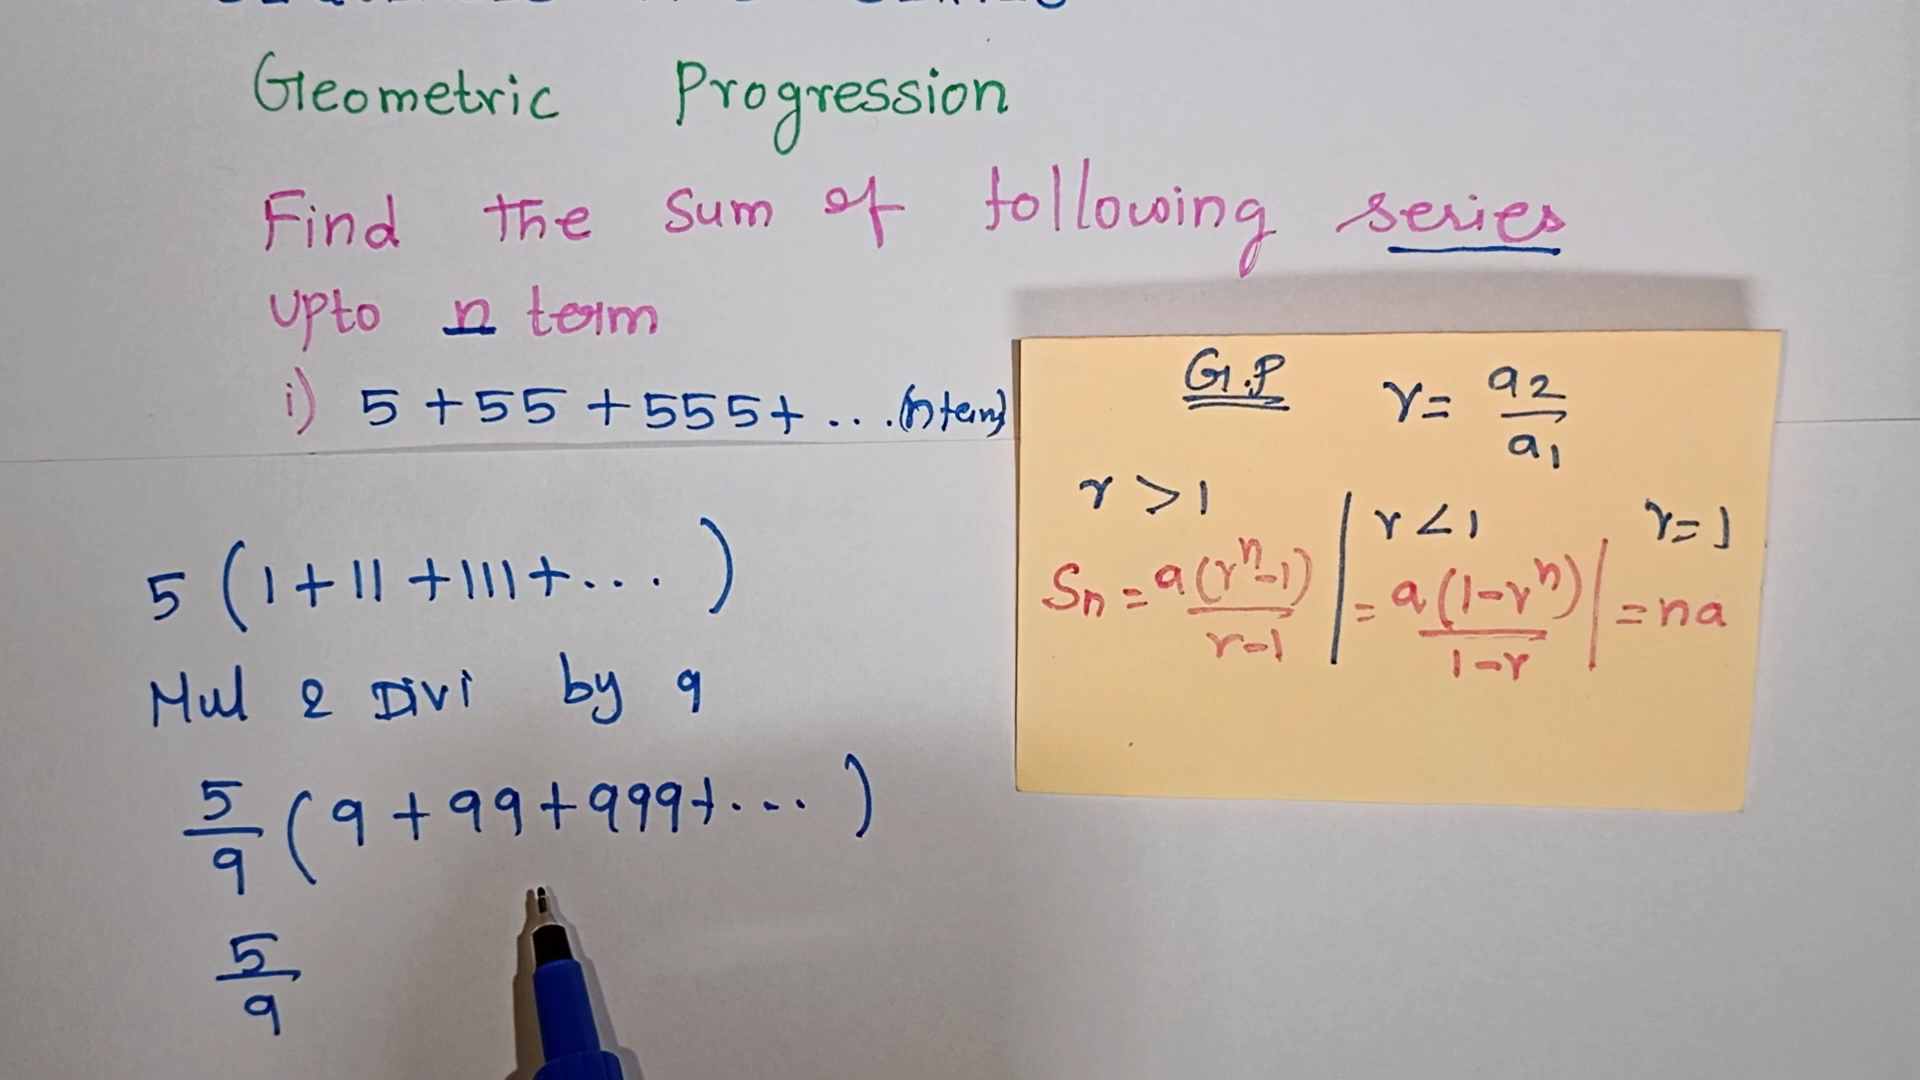 Geometric Progression
Find the sum of following series
upto n term
i) 5 + 55 + 555 + ... (n term)
5 ( 1 + 11 + 111 + .... )
Mul & Divi by 9
5/9 ( 9 + 99 + 999 + ... )
5/9
G.P r = a2/a1
r > 1 | r < 1 r = 1
Sn = a(r^n - 1)/(r - 1) | = a(1 - r^n)/(1 - r) | = na